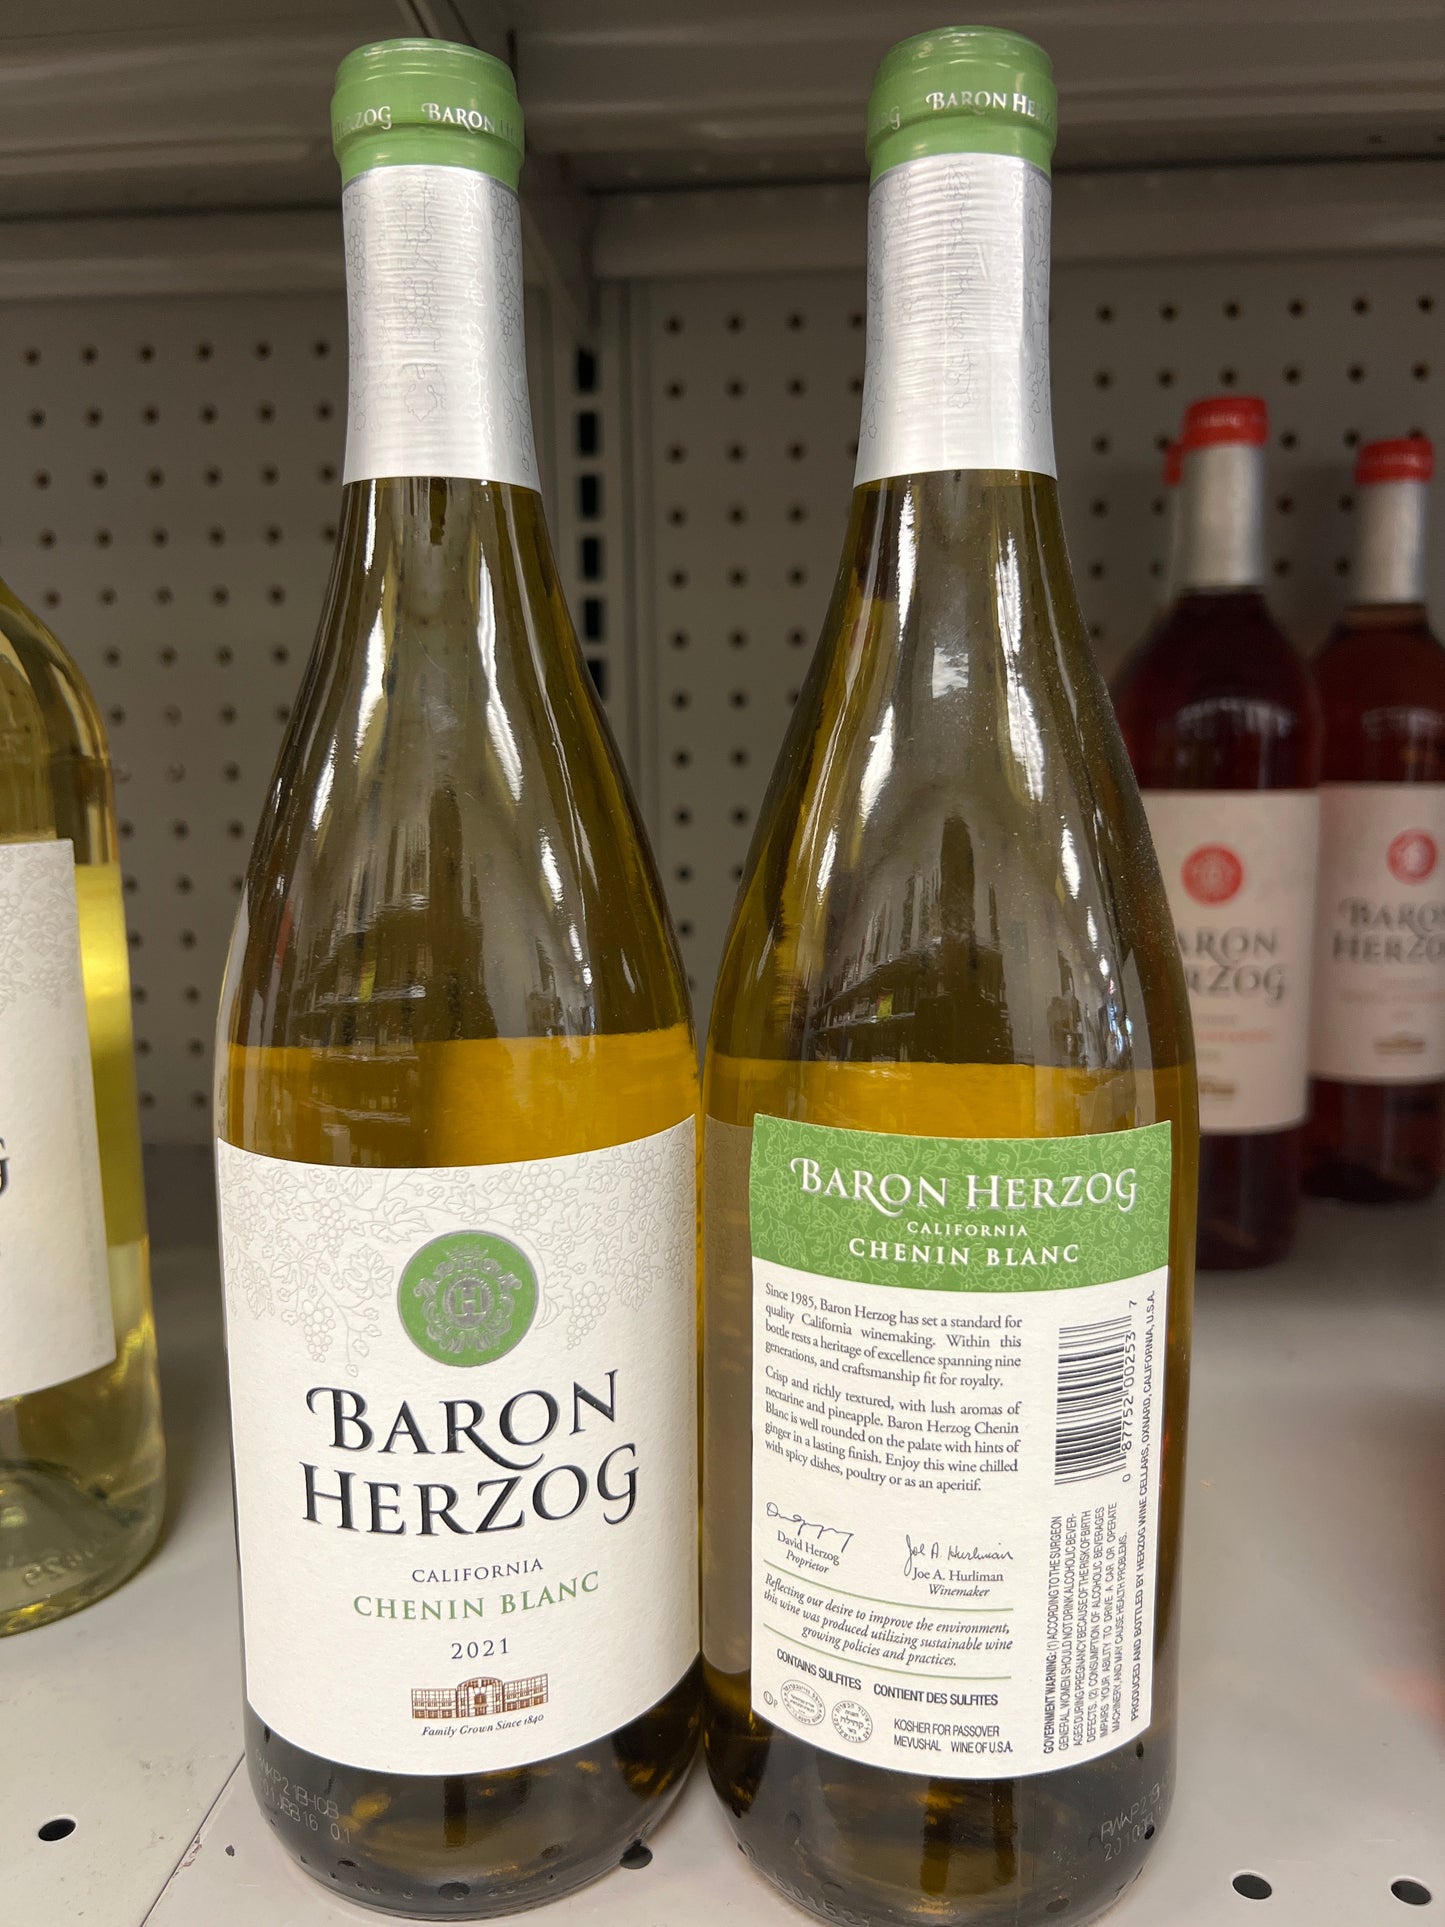 BARON
BARON HE
BARON
HERZOG
CALIFORNIA
CHENIN BLANC
2021
Family Grown Since 1840
BARON HERZOG
CALIFORNIA
CHENIN BLANC
Since 1985, Baron Herzog has set a standard for
quality California winemaking. Within this
bottle rests a heritage of excellence spanning nine
generations, and craftsmanship fit for royalty.
Crisp and richly textured, with lush aromas of
nectarine and pineapple. Baron Herzog Chenin
Blanc is well rounded on the palate with hints of
ginger in a lasting finish. Enjoy this wine chilled
with spicy dishes, poultry or as an aperitif.
Joe A. Hurliman
David Herzog
Proprietor
Joe A. Hurliman
Winemaker
Reflecting our desire to improve the environment,
this wine was produced utilizing sustainable wine
growing policies and practices.
CONTAINS SULFITES CONTIENT DES SULFITES
KOSHER FOR PASSOVER
MEVUSHAL WINE OF U.S.A.
0 87752 00253 7
GOVERNMENT WARNING: (1) ACCORDING TO THE SURGEON
GENERAL, WOMEN SHOULD NOT DRINK ALCOHOLIC BEVER-
AGES DURING PREGNANCY BECAUSE OF THE RISK OF BIRTH
DEFECTS. (2) CONSUMPTION OF ALCOHOLIC BEVERAGES
IMPAIRS YOUR ABILITY TO DRIVE A CAR OR OPERATE
MACHINERY, AND MAY CAUSE HEALTH PROBLEMS.
PRODUCED AND BOTTLED BY HERZOG WINE CELLARS, OXNARD, CALIFORNIA, U.S.A.
BARON
HERZOG